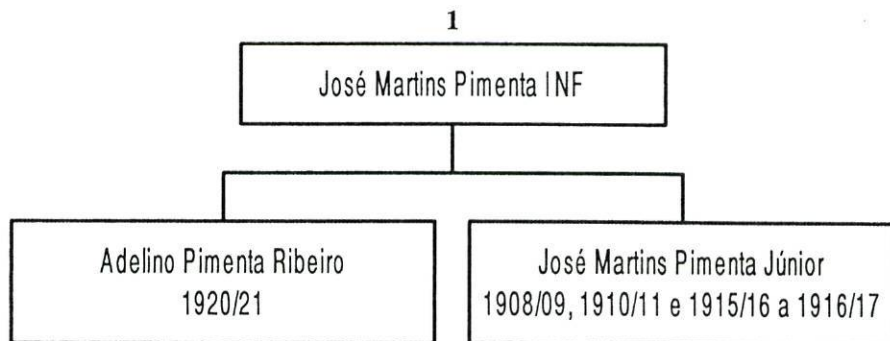 1
José Martins Pimenta INF
Adelino Pimenta Ribeiro
1920/21
José Martins Pimenta Júnior
1908/09, 1910/11 e 1915/16 a 1916/17